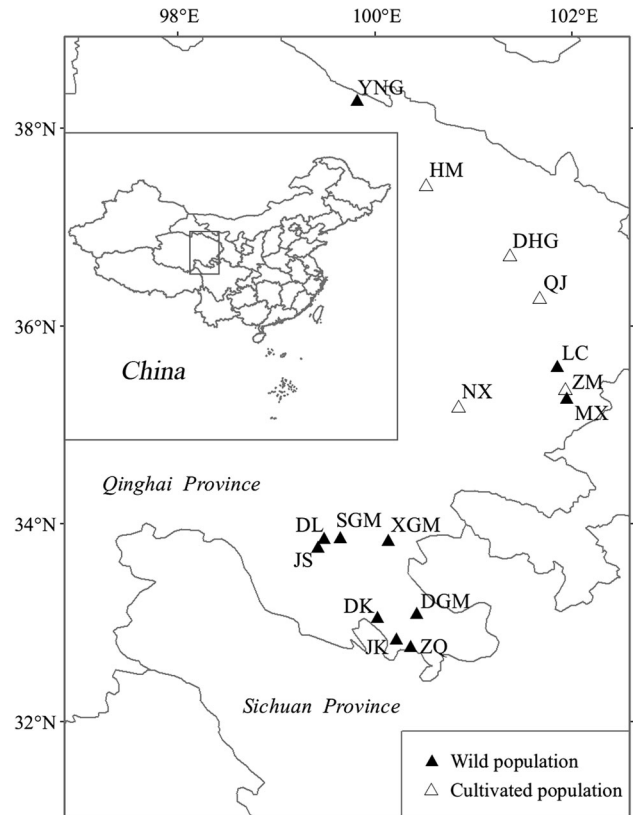 98°E 100°E 102°E
YNG
38°N
HM
DHG
QJ
36°N
LC
China
ZM
NX
MX
Qinghai Province
34°N
DL SGM XGM
JS
DK DGM
JK ZQ
Sichuan Province
32°N
Wild population
Cultivated population